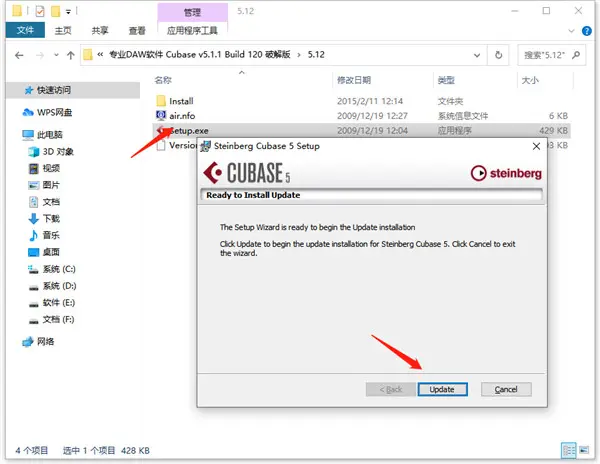 管理
5.12
文件
主页
共享
查看
应用程序工具
« 专业DAW软件 Cubase v5.1.1 Build 120 破解版 › 5.12
搜索"5.12"
名称
修改日期
类型
大小
快速访问
WPS网盘
此电脑
3D 对象
视频
图片
文档
下载
音乐
桌面
系统 (C:)
系统 (D:)
软件 (E:)
文档 (F:)
网络
Install
2015/2/11 12:14
文件夹
air.nfo
2009/12/19 12:27
系统信息文件
6 KB
Setup.exe
2009/12/19 12:04
应用程序
429 KB
Version
KB
Steinberg Cubase 5 Setup
CUBASE 5
steinberg
Ready to Install Update
The Setup Wizard is ready to begin the Update installation
Click Update to begin the update installation for Steinberg Cubase 5. Click Cancel to exit
the wizard.
< Back
Update
Cancel
4 个项目
选中 1 个项目 428 KB